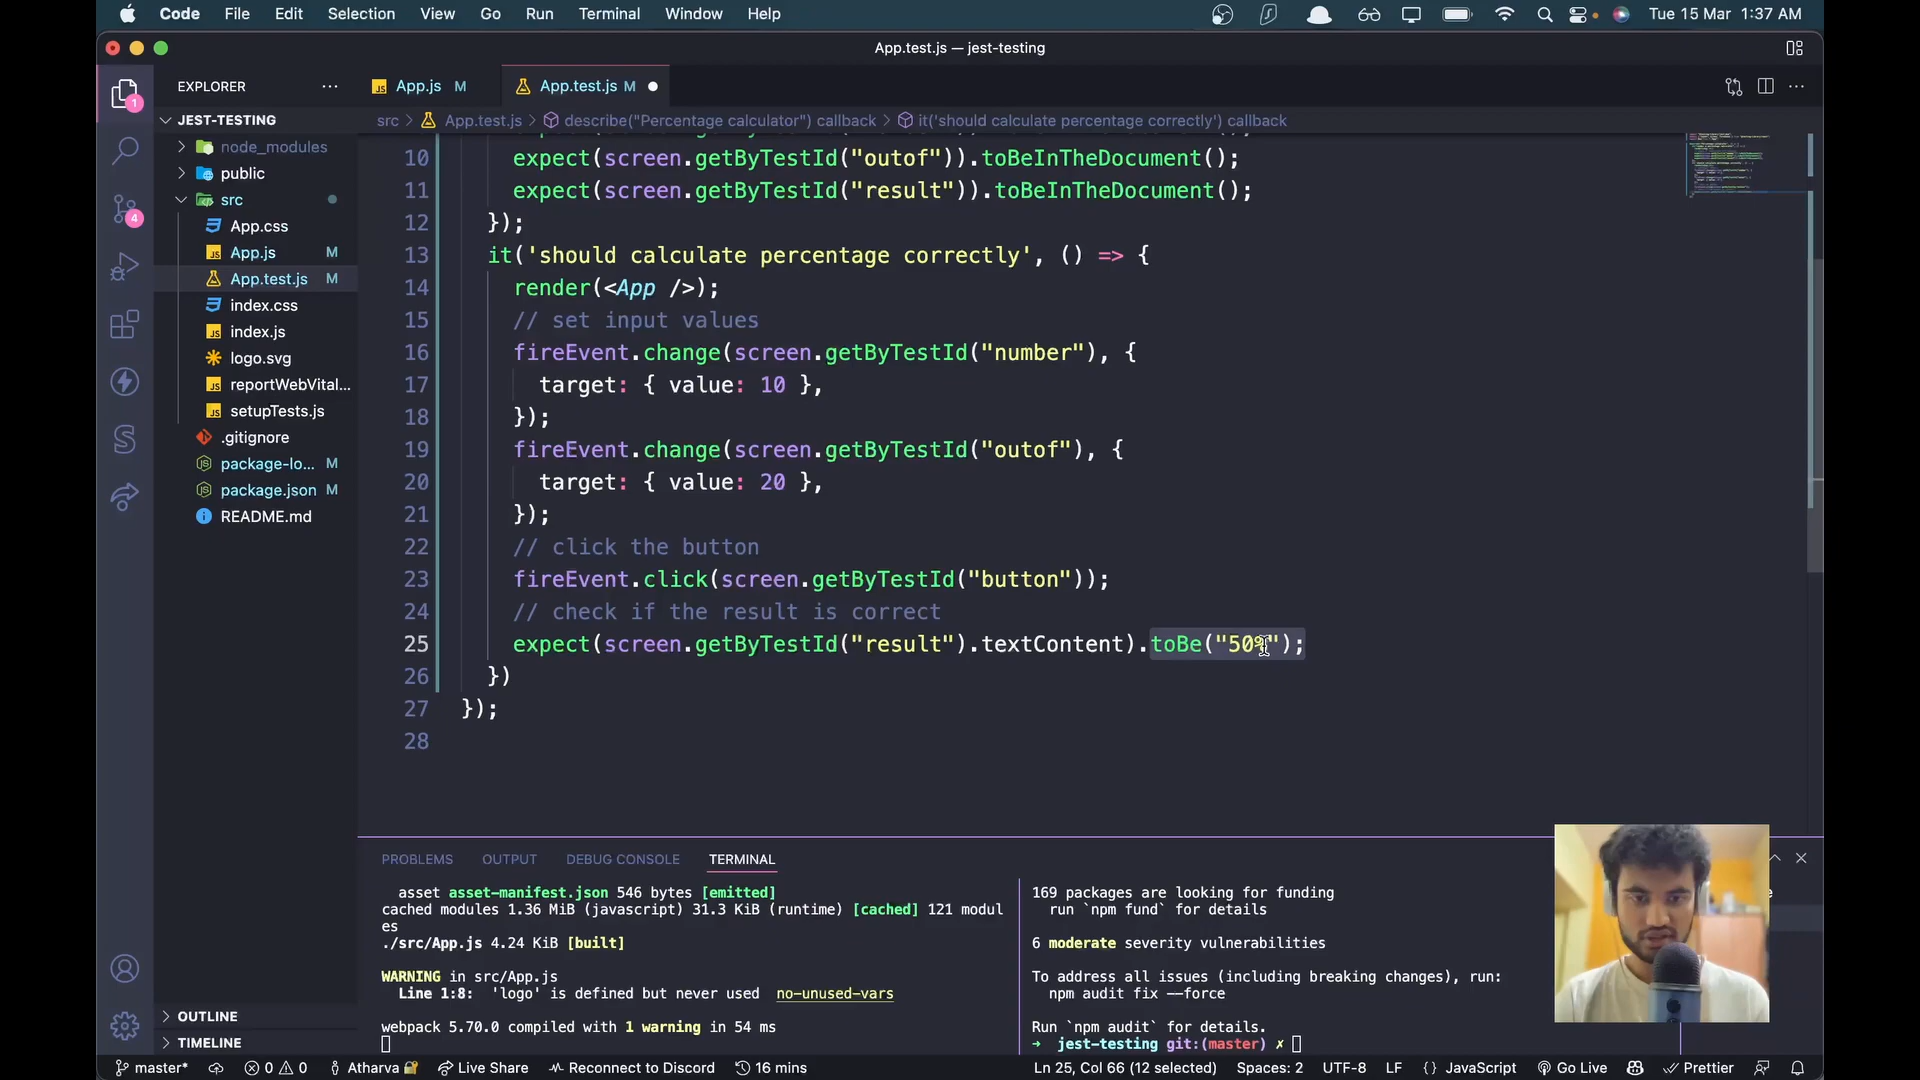 Code File Edit Selection View Go Run Terminal Window Help Tue 15 Mar 1:37 AM
App.test.js — jest-testing
EXPLORER
JEST-TESTING
node_modules
public
src
App.css
App.js M
App.test.js M
index.css
index.js
logo.svg
reportWebVital...
setupTests.js
.gitignore
package-lo... M
package.json M
README.md
OUTLINE
TIMELINE
1
4
App.js M App.test.js M
src > App.test.js > describe("Percentage calculator") callback > it('should calculate percentage correctly') callback
10 expect(screen.getByTestId("outof")).toBeInTheDocument();
11 expect(screen.getByTestId("result")).toBeInTheDocument();
12 });
13 it('should calculate percentage correctly', () => {
14 render(<App />);
15 // set input values
16 fireEvent.change(screen.getByTestId("number"), {
17 target: { value: 10 },
18 });
19 fireEvent.change(screen.getByTestId("outof"), {
20 target: { value: 20 },
21 });
22 // click the button
23 fireEvent.click(screen.getByTestId("button"));
24 // check if the result is correct
25 expect(screen.getByTestId("result").textContent).toBe("50%");
26 })
27 });
28
PROBLEMS OUTPUT DEBUG CONSOLE TERMINAL
asset asset-manifest.json 546 bytes [emitted]
cached modules 1.36 MiB (javascript) 31.3 KiB (runtime) [cached] 121 modul
es
./src/App.js 4.24 KiB [built]
WARNING in src/App.js
Line 1:8: 'logo' is defined but never used no-unused-vars
webpack 5.70.0 compiled with 1 warning in 54 ms
169 packages are looking for funding
run `npm fund` for details
6 moderate severity vulnerabilities
To address all issues (including breaking changes), run:
npm audit fix --force
Run `npm audit` for details.
→ jest-testing git:(master) ✗
master* 0 0 Atharva Live Share Reconnect to Discord 16 mins Ln 25, Col 66 (12 selected) Spaces: 2 UTF-8 LF {} JavaScript Go Live Prettier